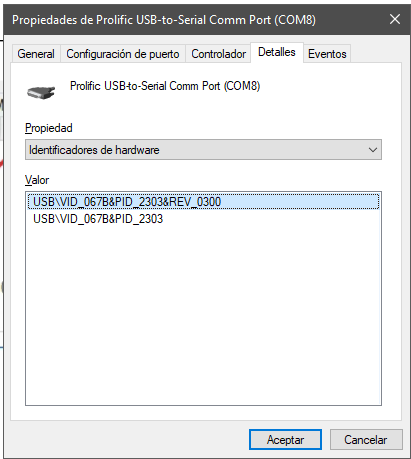 Propiedades de Prolific USB-to-Serial Comm Port (COM8)
General Configuración de puerto Controlador Detalles Eventos
Prolific USB-to-Serial Comm Port (COM8)
Propiedad
Identificadores de hardware
Valor
USB\VID_067B&PID_2303&REV_0300
USB\VID_067B&PID_2303
Aceptar Cancelar